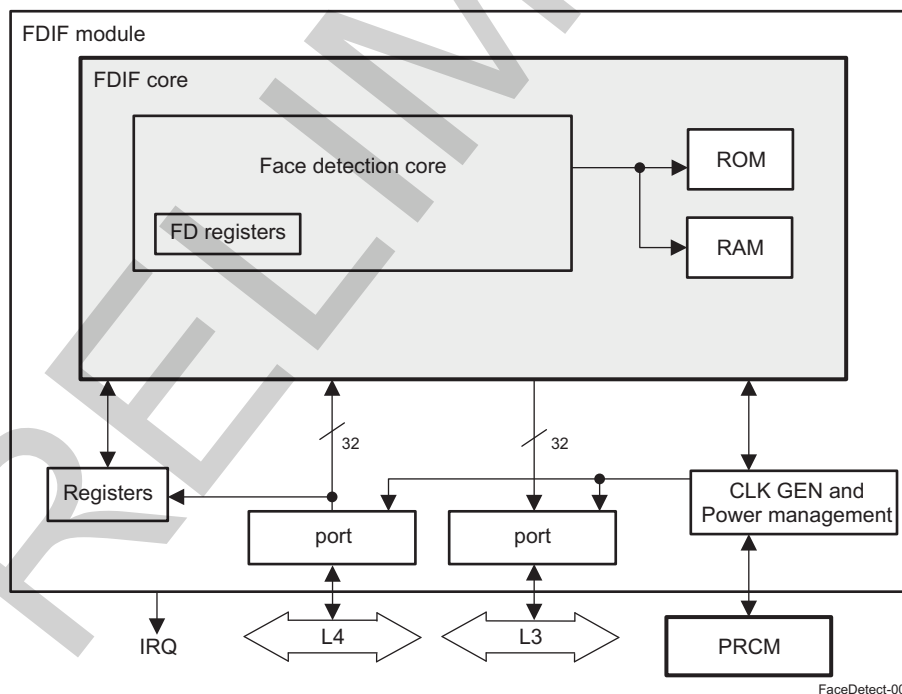 FDIF module
FDIF core
Face detection core
FD registers
ROM
RAM
32
32
Registers
port
port
CLK GEN and
Power management
IRQ
L4
L3
PRCM